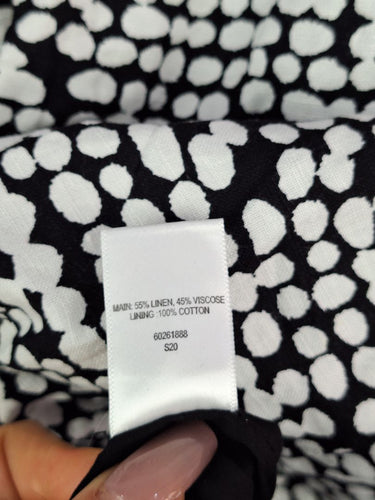 MAIN: 55% LINEN, 45% VISCOSE
LINING :100% COTTON
60261888
S20